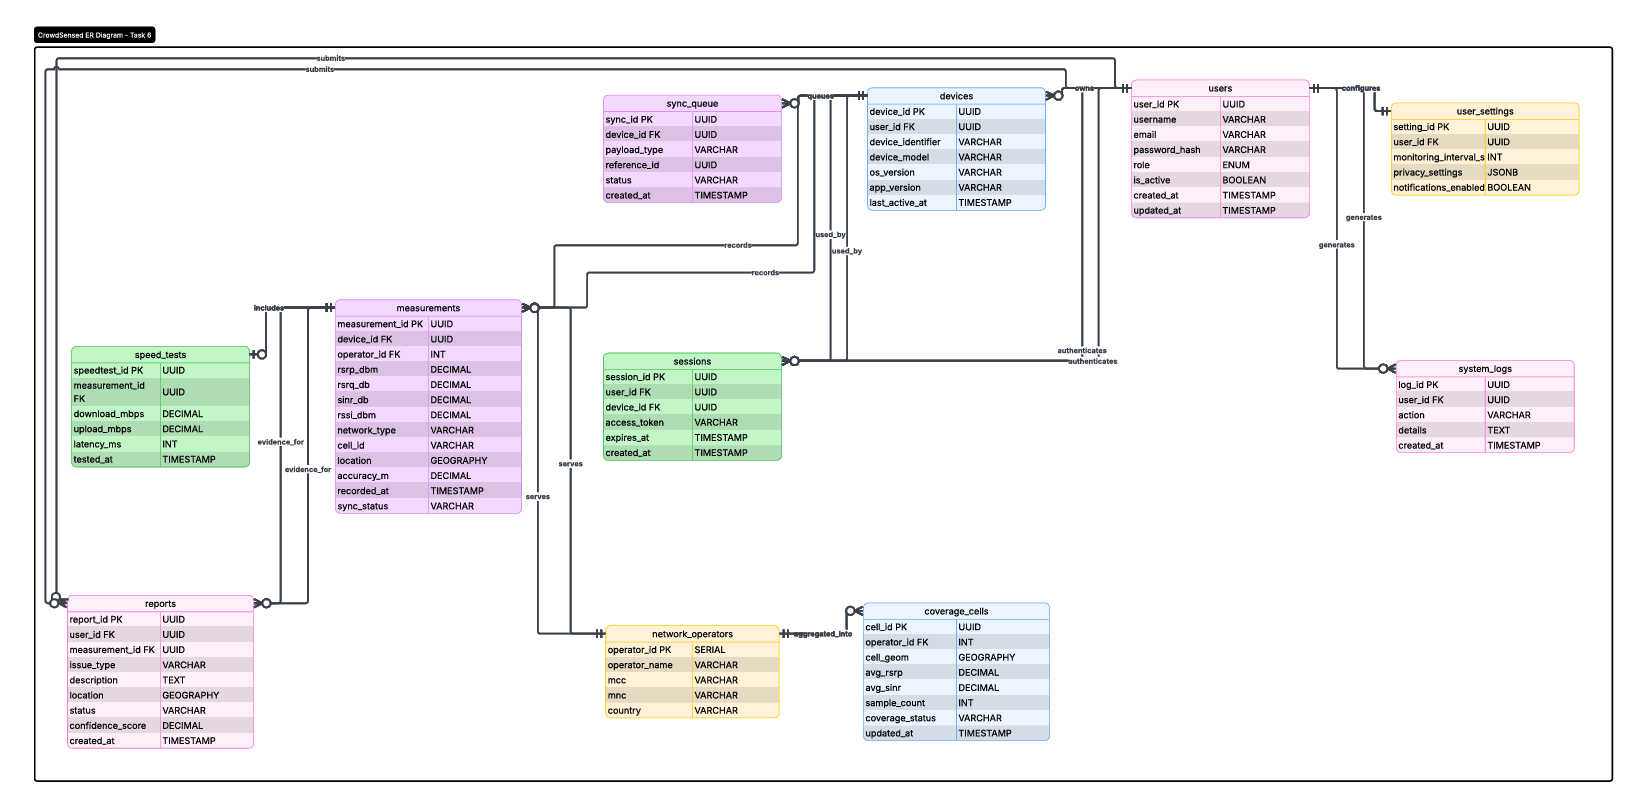 CrowdSensed ER Diagram - Task 6
submits
submits
sync_queue
sync_id PK UUID
device_id FK UUID
payload_type VARCHAR
reference_id UUID
status VARCHAR
created_at TIMESTAMP
queues
devices
device_id PK UUID
user_id FK UUID
device_identifier VARCHAR
device_model VARCHAR
os_version VARCHAR
app_version VARCHAR
last_active_at TIMESTAMP
owns
users
user_id PK UUID
username VARCHAR
email VARCHAR
password_hash VARCHAR
role ENUM
is_active BOOLEAN
created_at TIMESTAMP
updated_at TIMESTAMP
configures
user_settings
setting_id PK UUID
user_id FK UUID
monitoring_interval_s INT
privacy_settings JSONB
notifications_enabled BOOLEAN
generates
generates
used_by
used_by
records
records
includes
measurements
measurement_id PK UUID
device_id FK UUID
operator_id FK INT
rsrp_dbm DECIMAL
rsrq_db DECIMAL
sinr_db DECIMAL
rssi_dbm DECIMAL
network_type VARCHAR
cell_id VARCHAR
location GEOGRAPHY
accuracy_m DECIMAL
recorded_at TIMESTAMP
sync_status VARCHAR
speed_tests
speedtest_id PK UUID
measurement_id
FK UUID
download_mbps DECIMAL
upload_mbps DECIMAL
latency_ms INT
tested_at TIMESTAMP
evidence_for
evidence_for
sessions
session_id PK UUID
user_id FK UUID
device_id FK UUID
access_token VARCHAR
expires_at TIMESTAMP
created_at TIMESTAMP
authenticates
authenticates
system_logs
log_id PK UUID
user_id FK UUID
action VARCHAR
details TEXT
created_at TIMESTAMP
serves
serves
reports
report_id PK UUID
user_id FK UUID
measurement_id FK UUID
issue_type VARCHAR
description TEXT
location GEOGRAPHY
status VARCHAR
confidence_score DECIMAL
created_at TIMESTAMP
network_operators
operator_id PK SERIAL
operator_name VARCHAR
mcc VARCHAR
mnc VARCHAR
country VARCHAR
aggregated_into
coverage_cells
cell_id PK UUID
operator_id FK INT
cell_geom GEOGRAPHY
avg_rsrp DECIMAL
avg_sinr DECIMAL
sample_count INT
coverage_status VARCHAR
updated_at TIMESTAMP